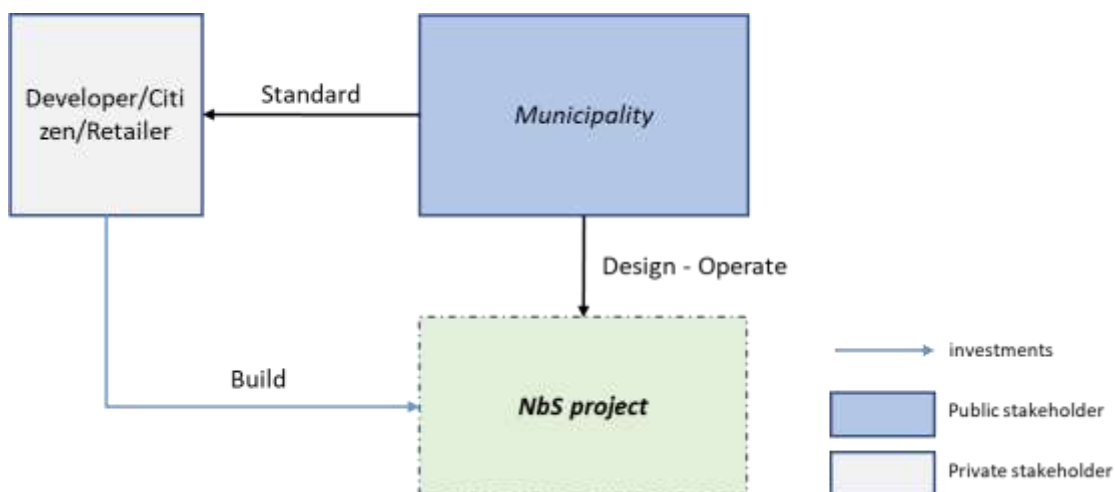 Developer/Citi
zen/Retailer
Standard
Municipality
Design - Operate
Build
NbS project
investments
Public stakeholder
Private stakeholder